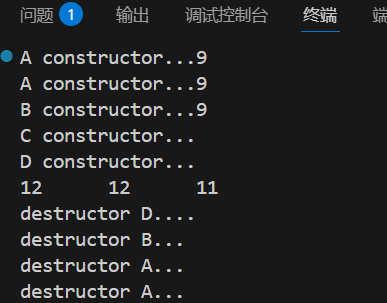 问题 1 输出 调试控制台 终端
A constructor...9
A constructor...9
B constructor...9
C constructor...
D constructor...
12 12 11
destructor D....
destructor B...
destructor A...
destructor A...